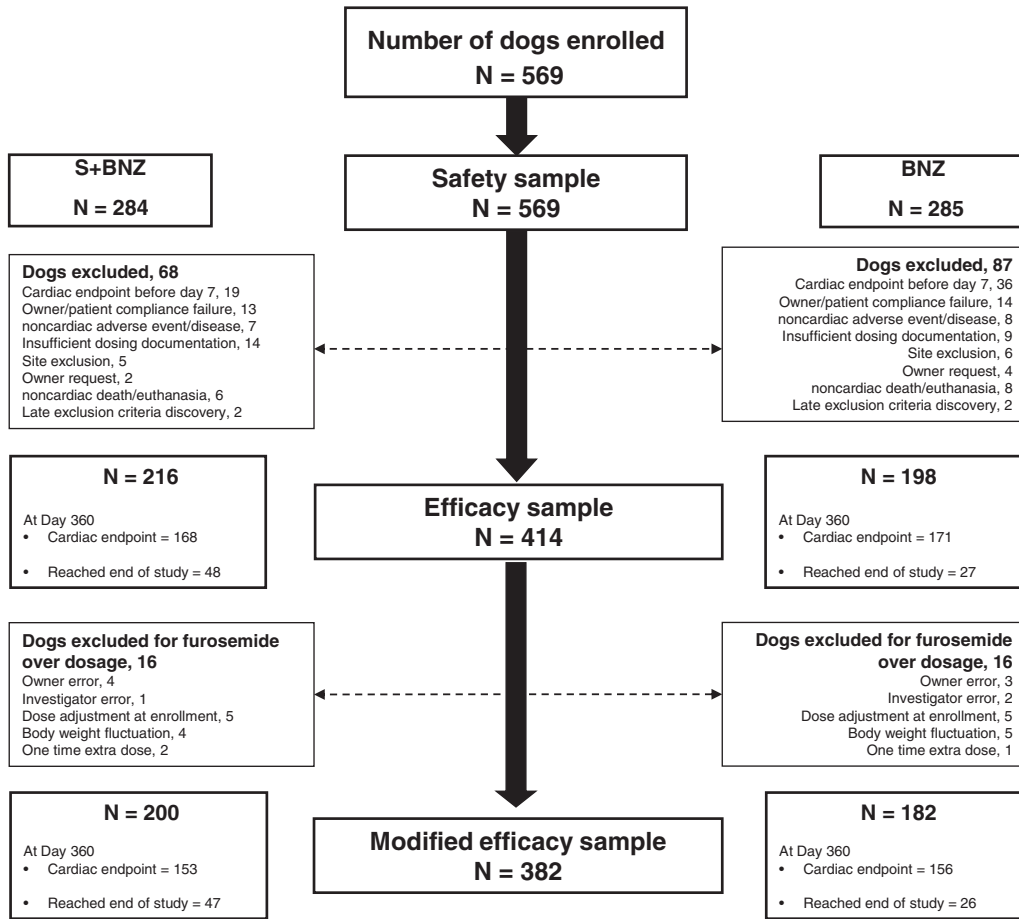 Number of dogs enrolled
N = 569
S+BNZ
N = 284
Safety sample
N = 569
BNZ
N = 285
Dogs excluded, 68
Cardiac endpoint before day 7, 19
Owner/patient compliance failure, 13
noncardiac adverse event/disease, 7
Insufficient dosing documentation, 14
Site exclusion, 5
Owner request, 2
noncardiac death/euthanasia, 6
Late exclusion criteria discovery, 2
Dogs excluded, 87
Cardiac endpoint before day 7, 36
Owner/patient compliance failure, 14
noncardiac adverse event/disease, 8
Insufficient dosing documentation, 9
Site exclusion, 6
Owner request, 4
noncardiac death/euthanasia, 8
Late exclusion criteria discovery, 2
N = 216
At Day 360
• Cardiac endpoint = 168
• Reached end of study = 48
Efficacy sample
N = 414
N = 198
At Day 360
• Cardiac endpoint = 171
• Reached end of study = 27
Dogs excluded for furosemide
over dosage, 16
Owner error, 4
Investigator error, 1
Dose adjustment at enrollment, 5
Body weight fluctuation, 4
One time extra dose, 2
Dogs excluded for furosemide
over dosage, 16
Owner error, 3
Investigator error, 2
Dose adjustment at enrollment, 5
Body weight fluctuation, 5
One time extra dose, 1
N = 200
At Day 360
• Cardiac endpoint = 153
• Reached end of study = 47
Modified efficacy sample
N = 382
N = 182
At Day 360
• Cardiac endpoint = 156
• Reached end of study = 26